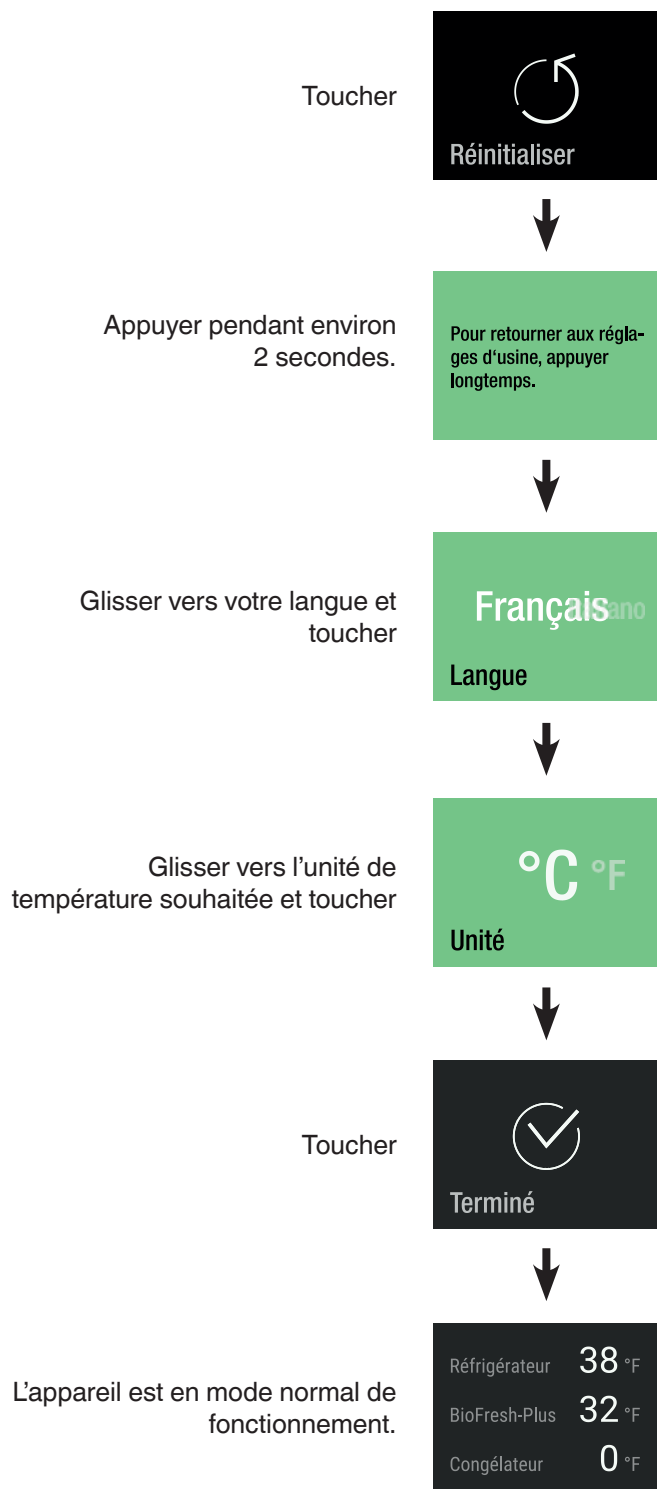 Toucher
Réinitialiser
Appuyer pendant environ
2 secondes.
Pour retourner aux régla-
ges d‘usine, appuyer
longtemps.
Glisser vers votre langue et
toucher
Français
Langue
Glisser vers l’unité de
température souhaitée et toucher
°C °F
Unité
Toucher
Terminé
L’appareil est en mode normal de
fonctionnement.
Réfrigérateur 38 °F
BioFresh-Plus 32 °F
Congélateur 0 °F